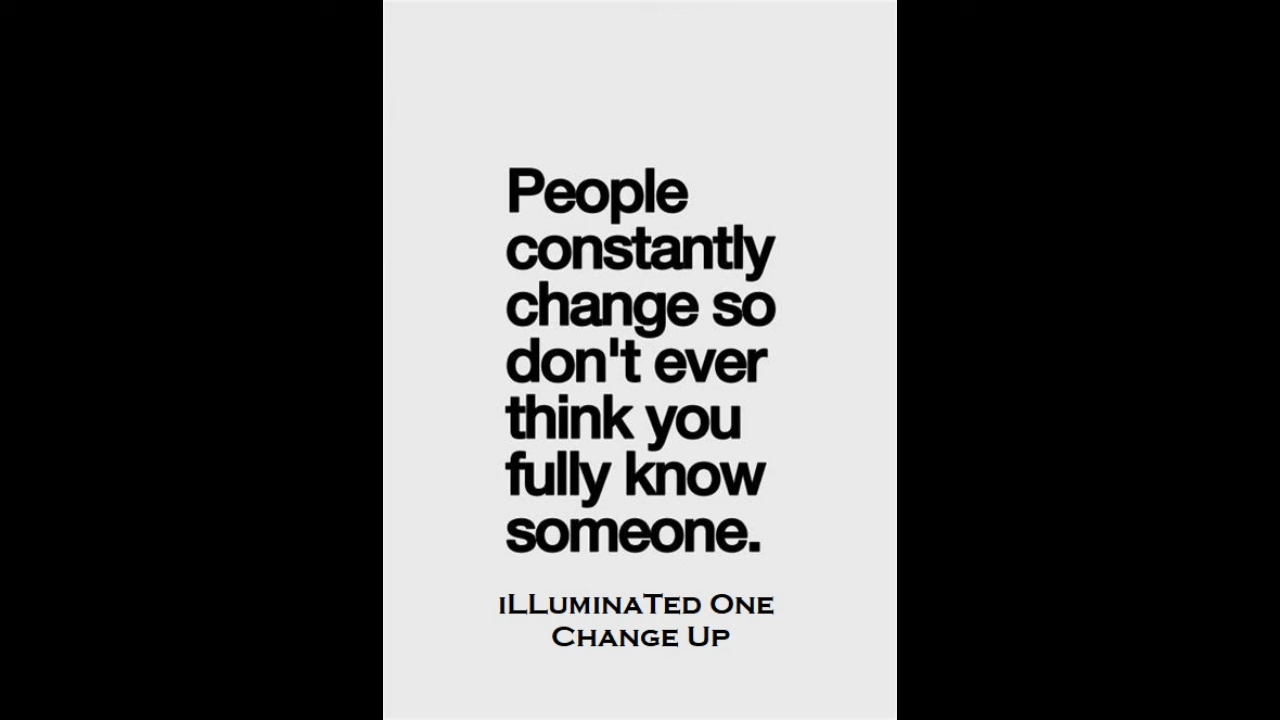 People
constantly
change so
don't ever
think you
fully know
someone.
iLLuminaTed One
Change Up